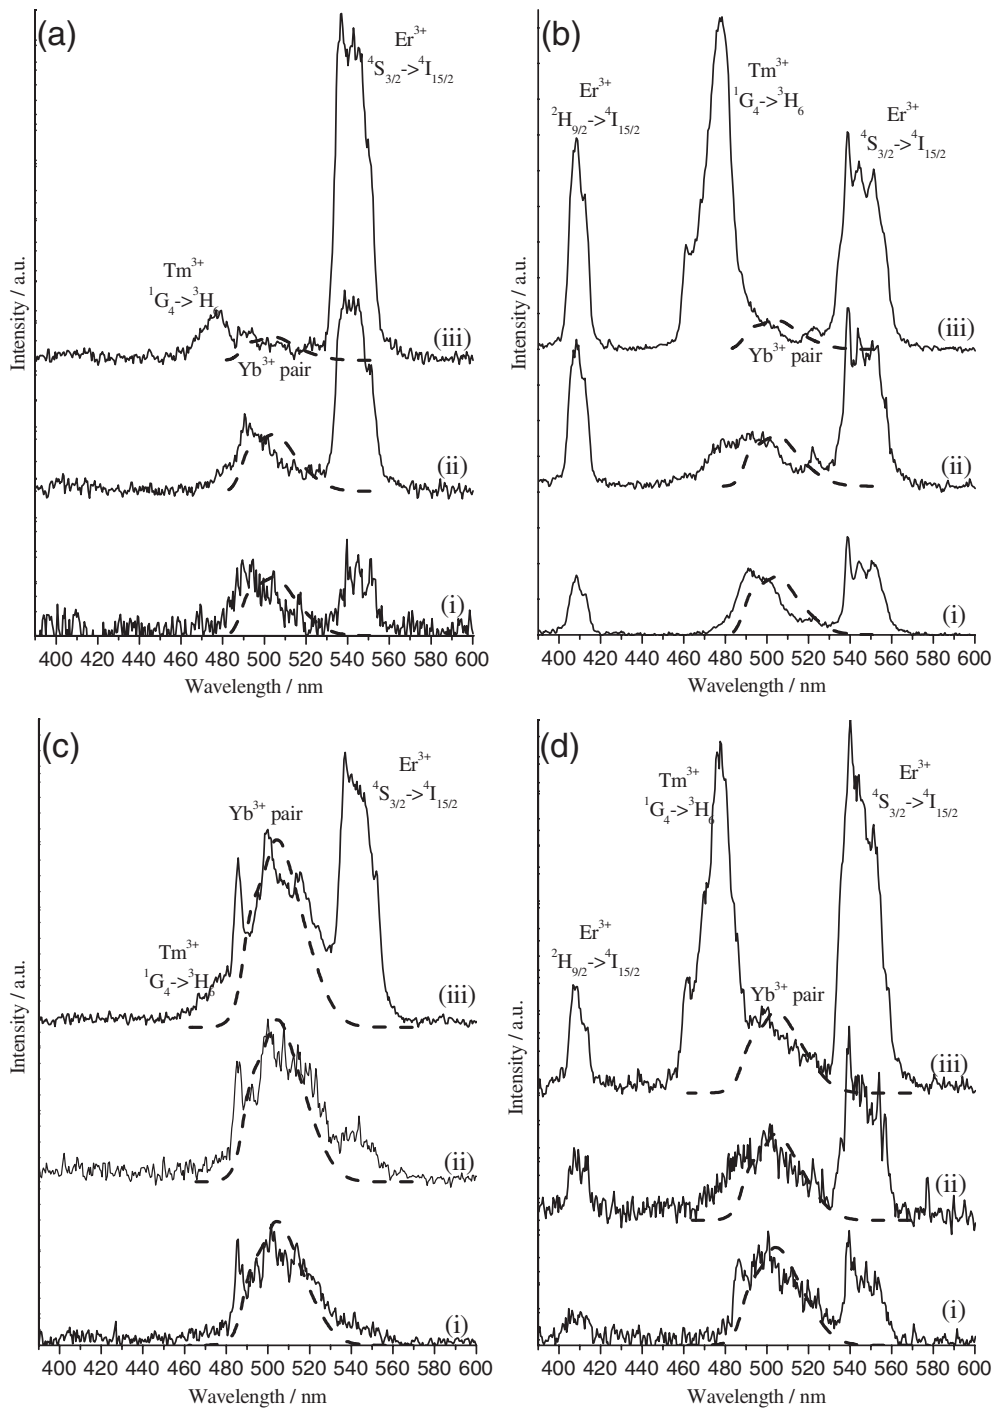 (a)
Er³⁺
⁴S₃/₂->⁴I₁₅/₂
Tm³⁺
¹G₄->³H₆
(iii)
Yb³⁺ pair
(ii)
(i)
Intensity / a.u.
400 420 440 460 480 500 520 540 560 580 600
Wavelength / nm
(b)
Tm³⁺
¹G₄->³H₆
Er³⁺
²H₉/₂->⁴I₁₅/₂
Er³⁺
⁴S₃/₂->⁴I₁₅/₂
(iii)
Yb³⁺ pair
(ii)
(i)
Intensity / a.u.
400 420 440 460 480 500 520 540 560 580 600
Wavelength / nm
(c)
Er³⁺
⁴S₃/₂->⁴I₁₅/₂
Yb³⁺ pair
Tm³⁺
¹G₄->³H₆
(iii)
(ii)
(i)
Intensity / a.u.
400 420 440 460 480 500 520 540 560 580 600
Wavelength / nm
(d)
Tm³⁺
¹G₄->³H₆
Er³⁺
⁴S₃/₂->⁴I₁₅/₂
Er³⁺
²H₉/₂->⁴I₁₅/₂
Yb³⁺ pair
(iii)
(ii)
(i)
Intensity / a.u.
400 420 440 460 480 500 520 540 560 580 600
Wavelength / nm